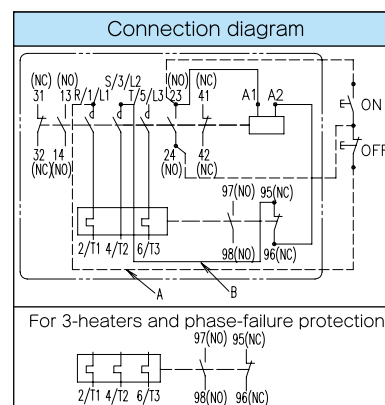 Connection diagram
(NC) (NO) S/3/L2 (NO) (NC)
31 13 R/1/L1 T/5/L3 23 41 A1 A2
ON
OFF
32 14 24 42
(NC) (NO) (NO) (NC)
97(NO) 95(NC)
2/T1 4/T2 6/T3
98(NO) 96(NC)
A B
For 3-heaters and phase-failure protection
97(NO) 95(NC)
2/T1 4/T2 6/T3 98(NO) 96(NC)